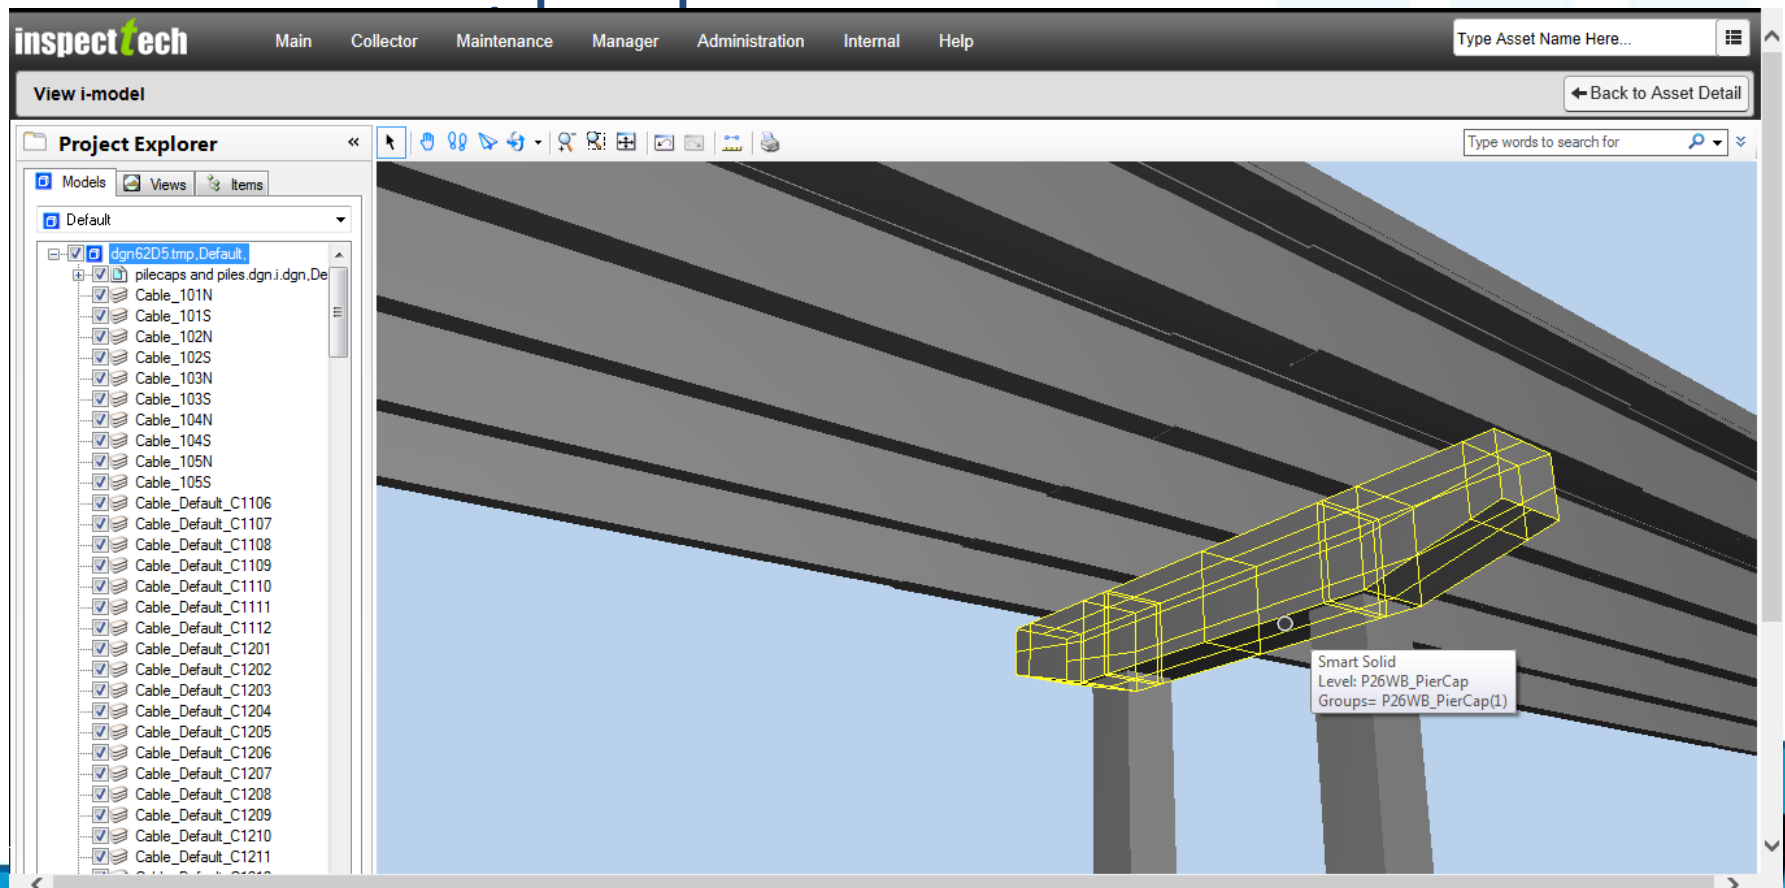 inspecttech
Main Collector Maintenance Manager Administration Internal Help
Type Asset Name Here...
View i-model
Back to Asset Detail
Project Explorer
«
Type words to search for
Models Views Items
Default
dgn62D5.tmp,Default,
pilecaps and piles.dgn.i.dgn,De
Cable_101N
Cable_101S
Cable_102N
Cable_102S
Cable_103N
Cable_103S
Cable_104N
Cable_104S
Cable_105N
Cable_105S
Cable_Default_C1106
Cable_Default_C1107
Cable_Default_C1108
Cable_Default_C1109
Cable_Default_C1110
Cable_Default_C1111
Cable_Default_C1112
Cable_Default_C1201
Cable_Default_C1202
Cable_Default_C1203
Cable_Default_C1204
Cable_Default_C1205
Cable_Default_C1206
Cable_Default_C1207
Cable_Default_C1208
Cable_Default_C1209
Cable_Default_C1210
Cable_Default_C1211
Smart Solid
Level: P26WB_PierCap
Groups= P26WB_PierCap(1)